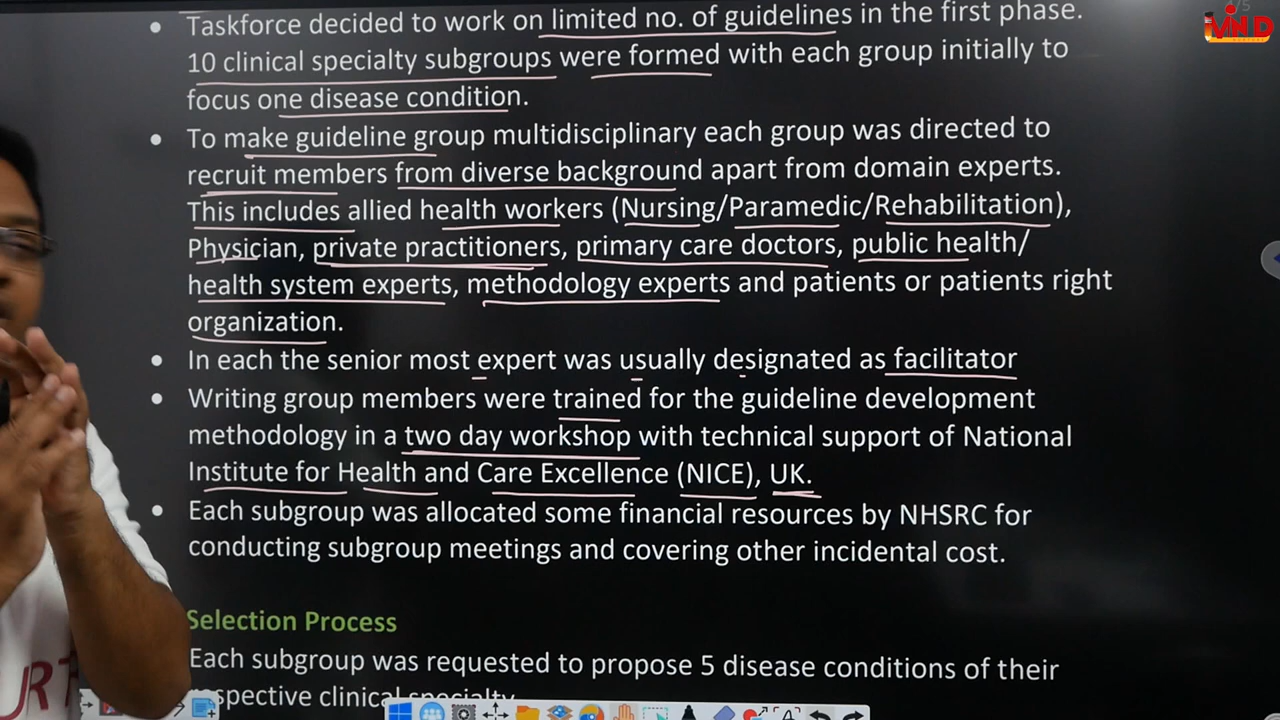 Taskforce decided to work on limited no. of guidelines in the first phase.
10 clinical specialty subgroups were formed with each group initially to
focus one disease condition.
To make guideline group multidisciplinary each group was directed to
recruit members from diverse background apart from domain experts.
This includes allied health workers (Nursing/Paramedic/Rehabilitation),
Physician, private practitioners, primary care doctors, public health/
health system experts, methodology experts and patients or patients right
organization.
In each the senior most expert was usually designated as facilitator
Writing group members were trained for the guideline development
methodology in a two day workshop with technical support of National
Institute for Health and Care Excellence (NICE), UK.
Each subgroup was allocated some financial resources by NHSRC for
conducting subgroup meetings and covering other incidental cost.
Selection Process
Each subgroup was requested to propose 5 disease conditions of their
respective clinical specialty.